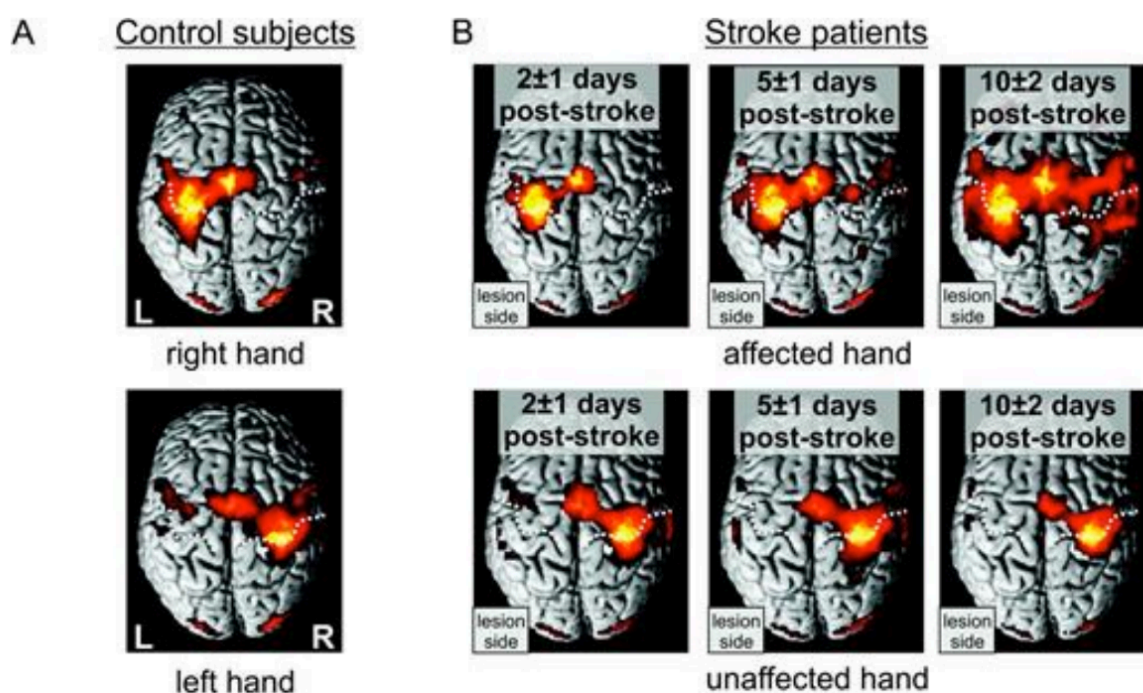 A
Control subjects
L
R
right hand
L
R
left hand
B
Stroke patients
2±1 days
post-stroke
5±1 days
post-stroke
10±2 days
post-stroke
lesion
side
lesion
side
lesion
side
affected hand
2±1 days
post-stroke
5±1 days
post-stroke
10±2 days
post-stroke
lesion
side
lesion
side
lesion
side
unaffected hand